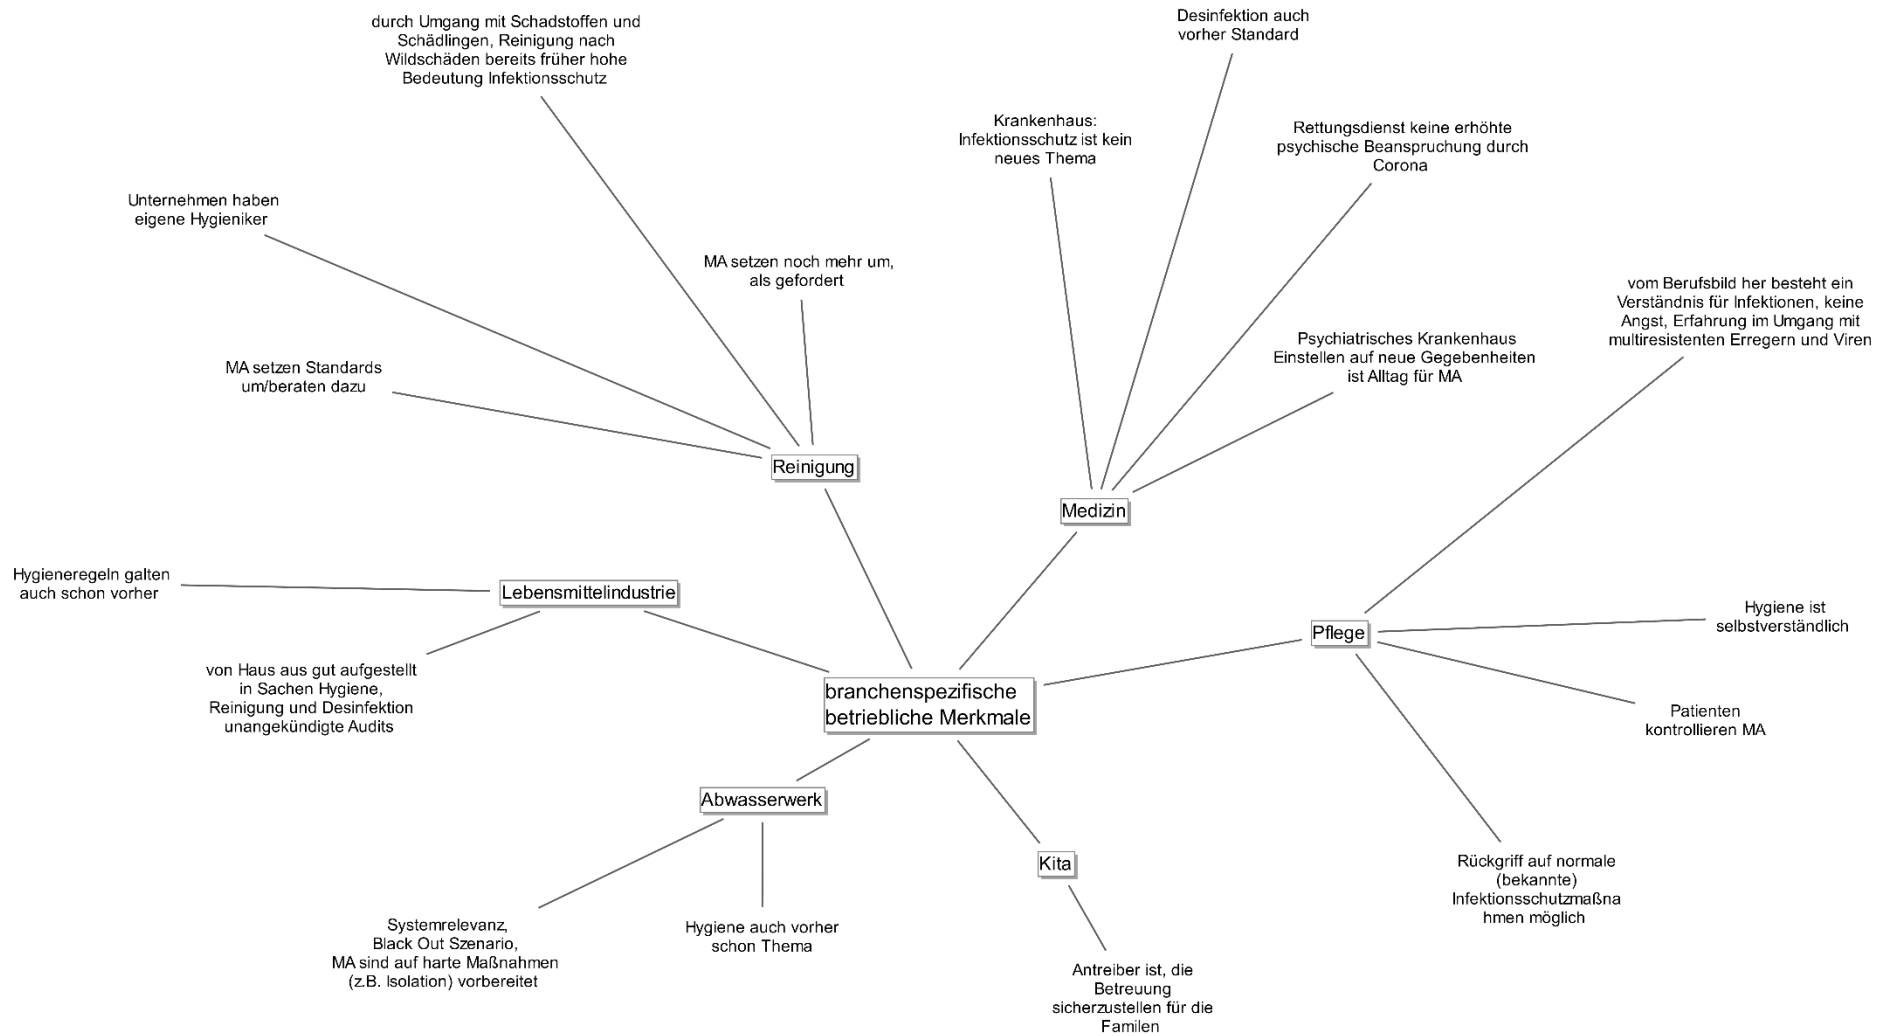 durch Umgang mit Schadstoffen und
Schädlingen, Reinigung nach
Wildschäden bereits früher hohe
Bedeutung Infektionsschutz
Desinfektion auch
vorher Standard
Krankenhaus:
Infektionsschutz ist kein
neues Thema
Rettungsdienst keine erhöhte
psychische Beanspruchung durch
Corona
Unternehmen haben
eigene Hygieniker
MA setzen noch mehr um,
als gefordert
vom Berufsbild her besteht ein
Verständnis für Infektionen, keine
Angst, Erfahrung im Umgang mit
multiresistenten Erregern und Viren
MA setzen Standards
um/beraten dazu
Psychiatrisches Krankenhaus
Einstellen auf neue Gegebenheiten
ist Alltag für MA
Reinigung
Medizin
Hygieneregeln galten
auch schon vorher
Lebensmittelindustrie
Pflege
Hygiene ist
selbstverständlich
von Haus aus gut aufgestellt
in Sachen Hygiene,
Reinigung und Desinfektion
unangekündigte Audits
branchenspezifische
betriebliche Merkmale
Patienten
kontrollieren MA
Abwasserwerk
Kita
Rückgriff auf normale
(bekannte)
Infektionsschutzmaßna
hmen möglich
Systemrelevanz,
Black Out Szenario,
MA sind auf harte Maßnahmen
(z.B. Isolation) vorbereitet
Hygiene auch vorher
schon Thema
Antreiber ist, die
Betreuung
sicherzustellen für die
Familen